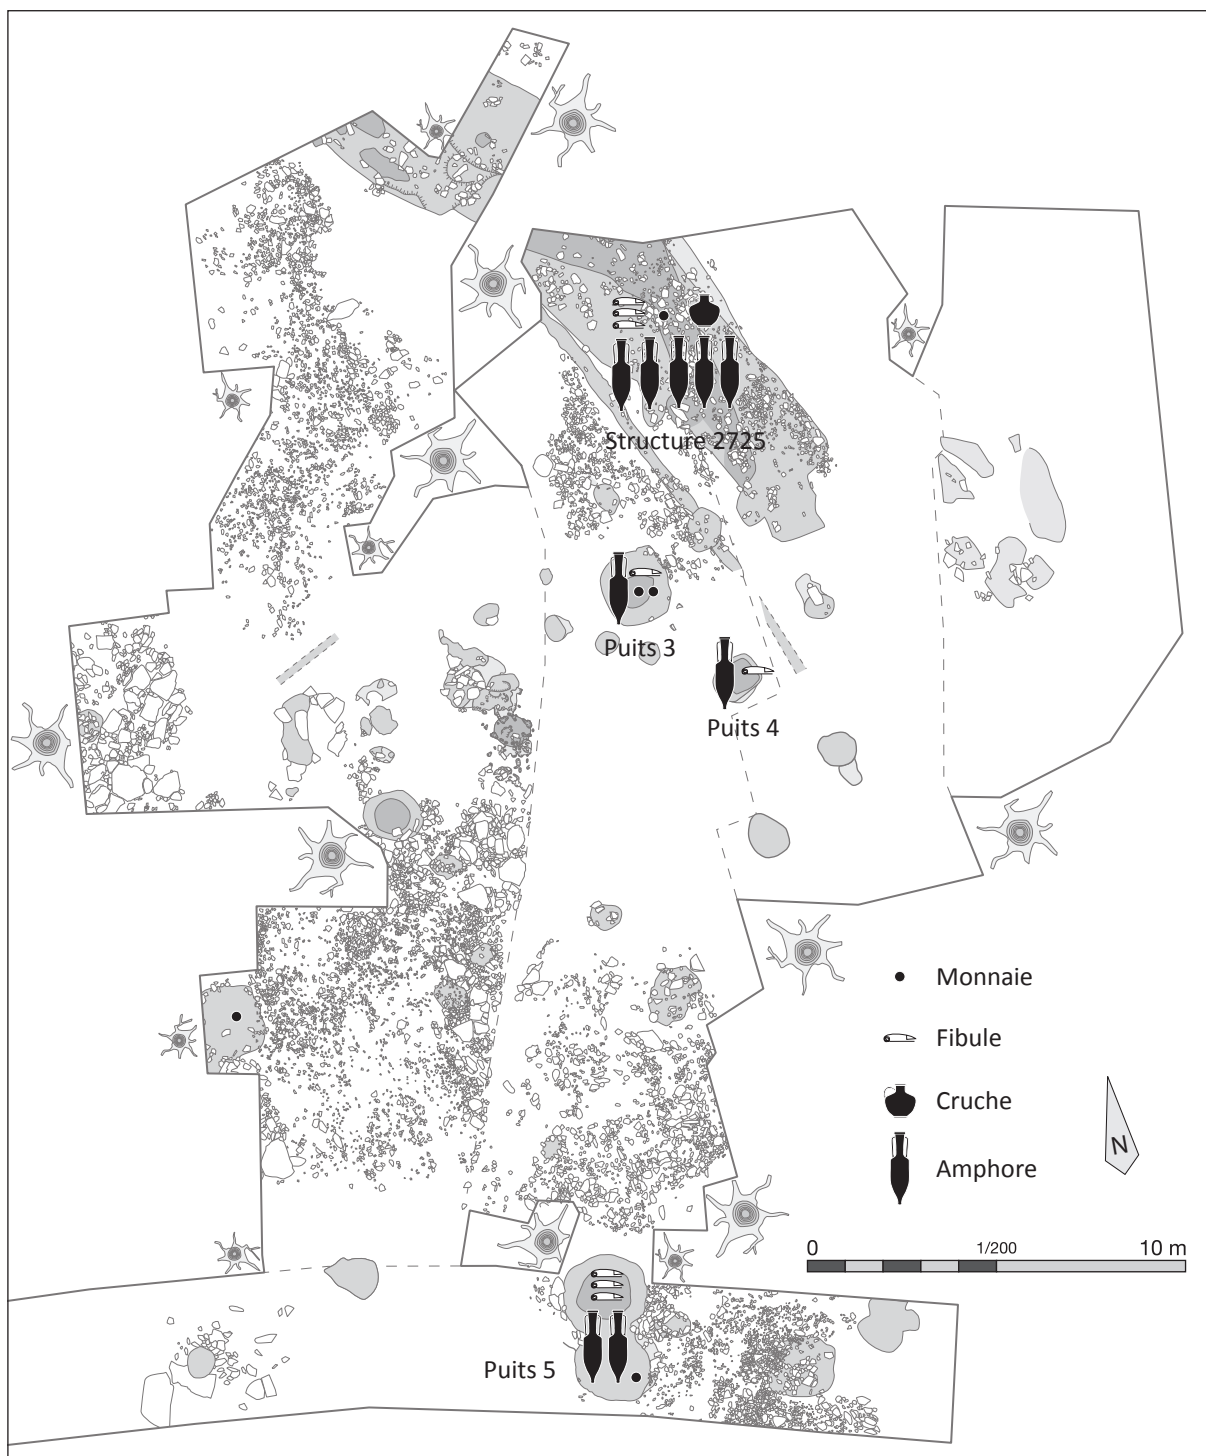 Structure 2725
Puits 3
Puits 4
Monnaie
Fibule
Cruche
Amphore
N
0 1/200 10 m
Puits 5